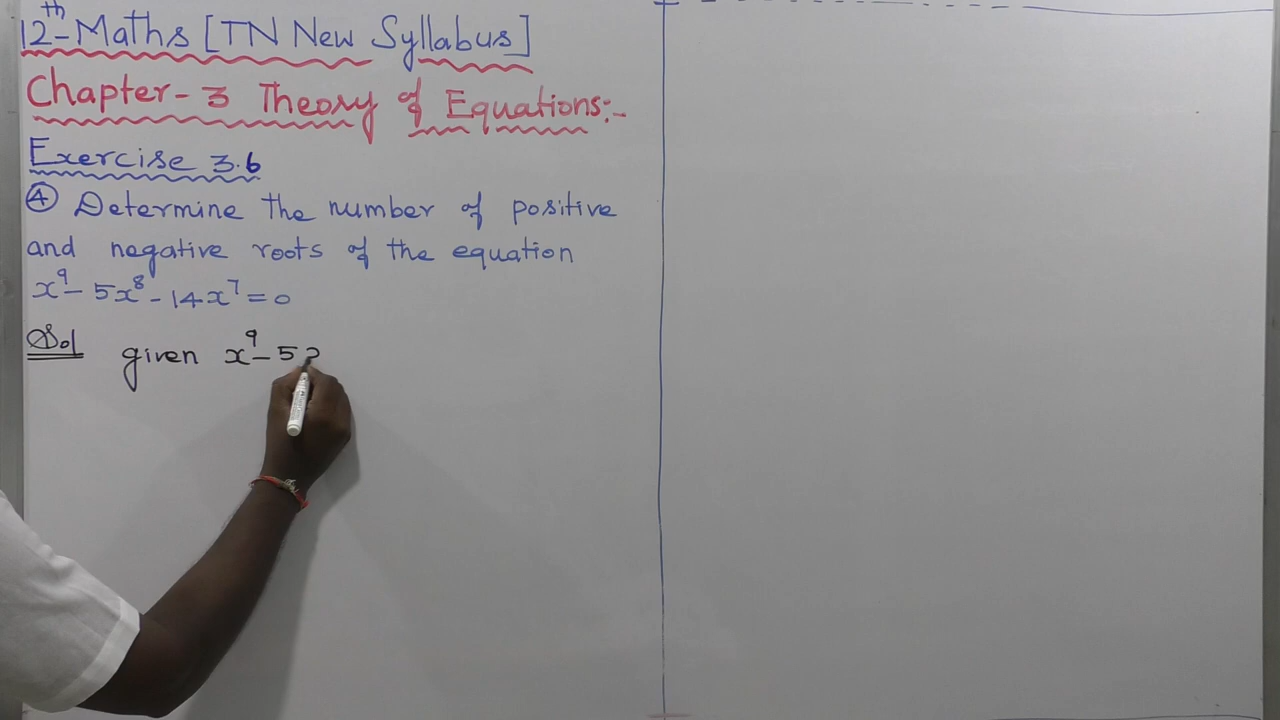 12th-Maths [TN New Syllabus]
Chapter-3 Theory of Equations:-
Exercise 3.6
④ Determine the number of positive
and negative roots of the equation
x⁹-5x⁸-14x⁷=0
Sol given x⁹-5